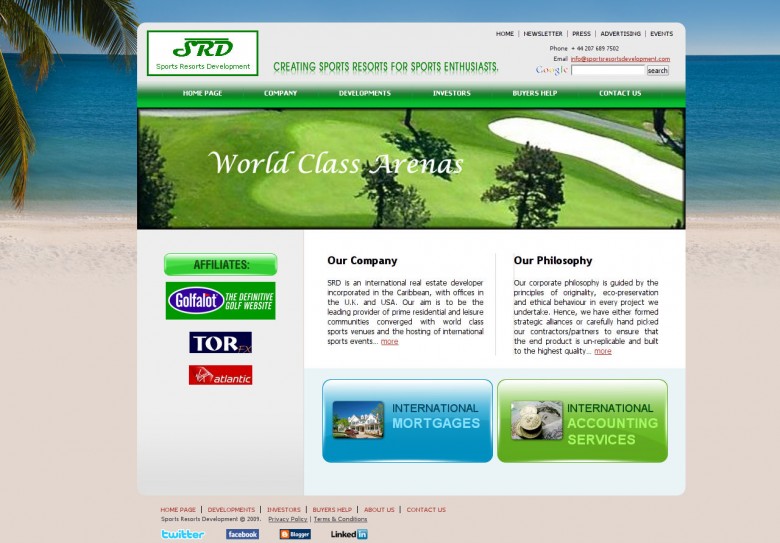 HOME | NEWSLETTER | PRESS | ADVERTISING | EVENTS
SRD
Sports Resorts Development
CREATING SPORTS RESORTS FOR SPORTS ENTHUSIASTS.
Phone + 44 207 689 7502
Email info@sportsresortsdevelopment.com
Google search
HOME PAGE COMPANY DEVELOPMENTS INVESTORS BUYERS HELP CONTACT US
World Class Arenas
AFFILIATES:
Golfalot THE DEFINITIVE
GOLF WEBSITE
TOR FX
atlantic
Our Company
SRD is an international real estate developer
incorporated in the Caribbean, with offices in
the U.K. and USA. Our aim is to be the
leading provider of prime residential and leisure
communities converged with world class
sports venues and the hosting of international
sports events... more
Our Philosophy
Our corporate philosophy is guided by the
principles of originality, eco-preservation
and ethical behaviour in every project we
undertake. Hence, we have either formed
strategic alliances or carefully hand picked
our contractors/partners to ensure that
the end product is un-replicable and built
to the highest quality... more
INTERNATIONAL
MORTGAGES
INTERNATIONAL
ACCOUNTING
SERVICES
HOME PAGE | DEVELOPMENTS | INVESTORS | BUYERS HELP | ABOUT US | CONTACT US
Sports Resorts Development @ 2009. Privacy Policy | Terms & Conditions
twitter facebook Blogger Linked in